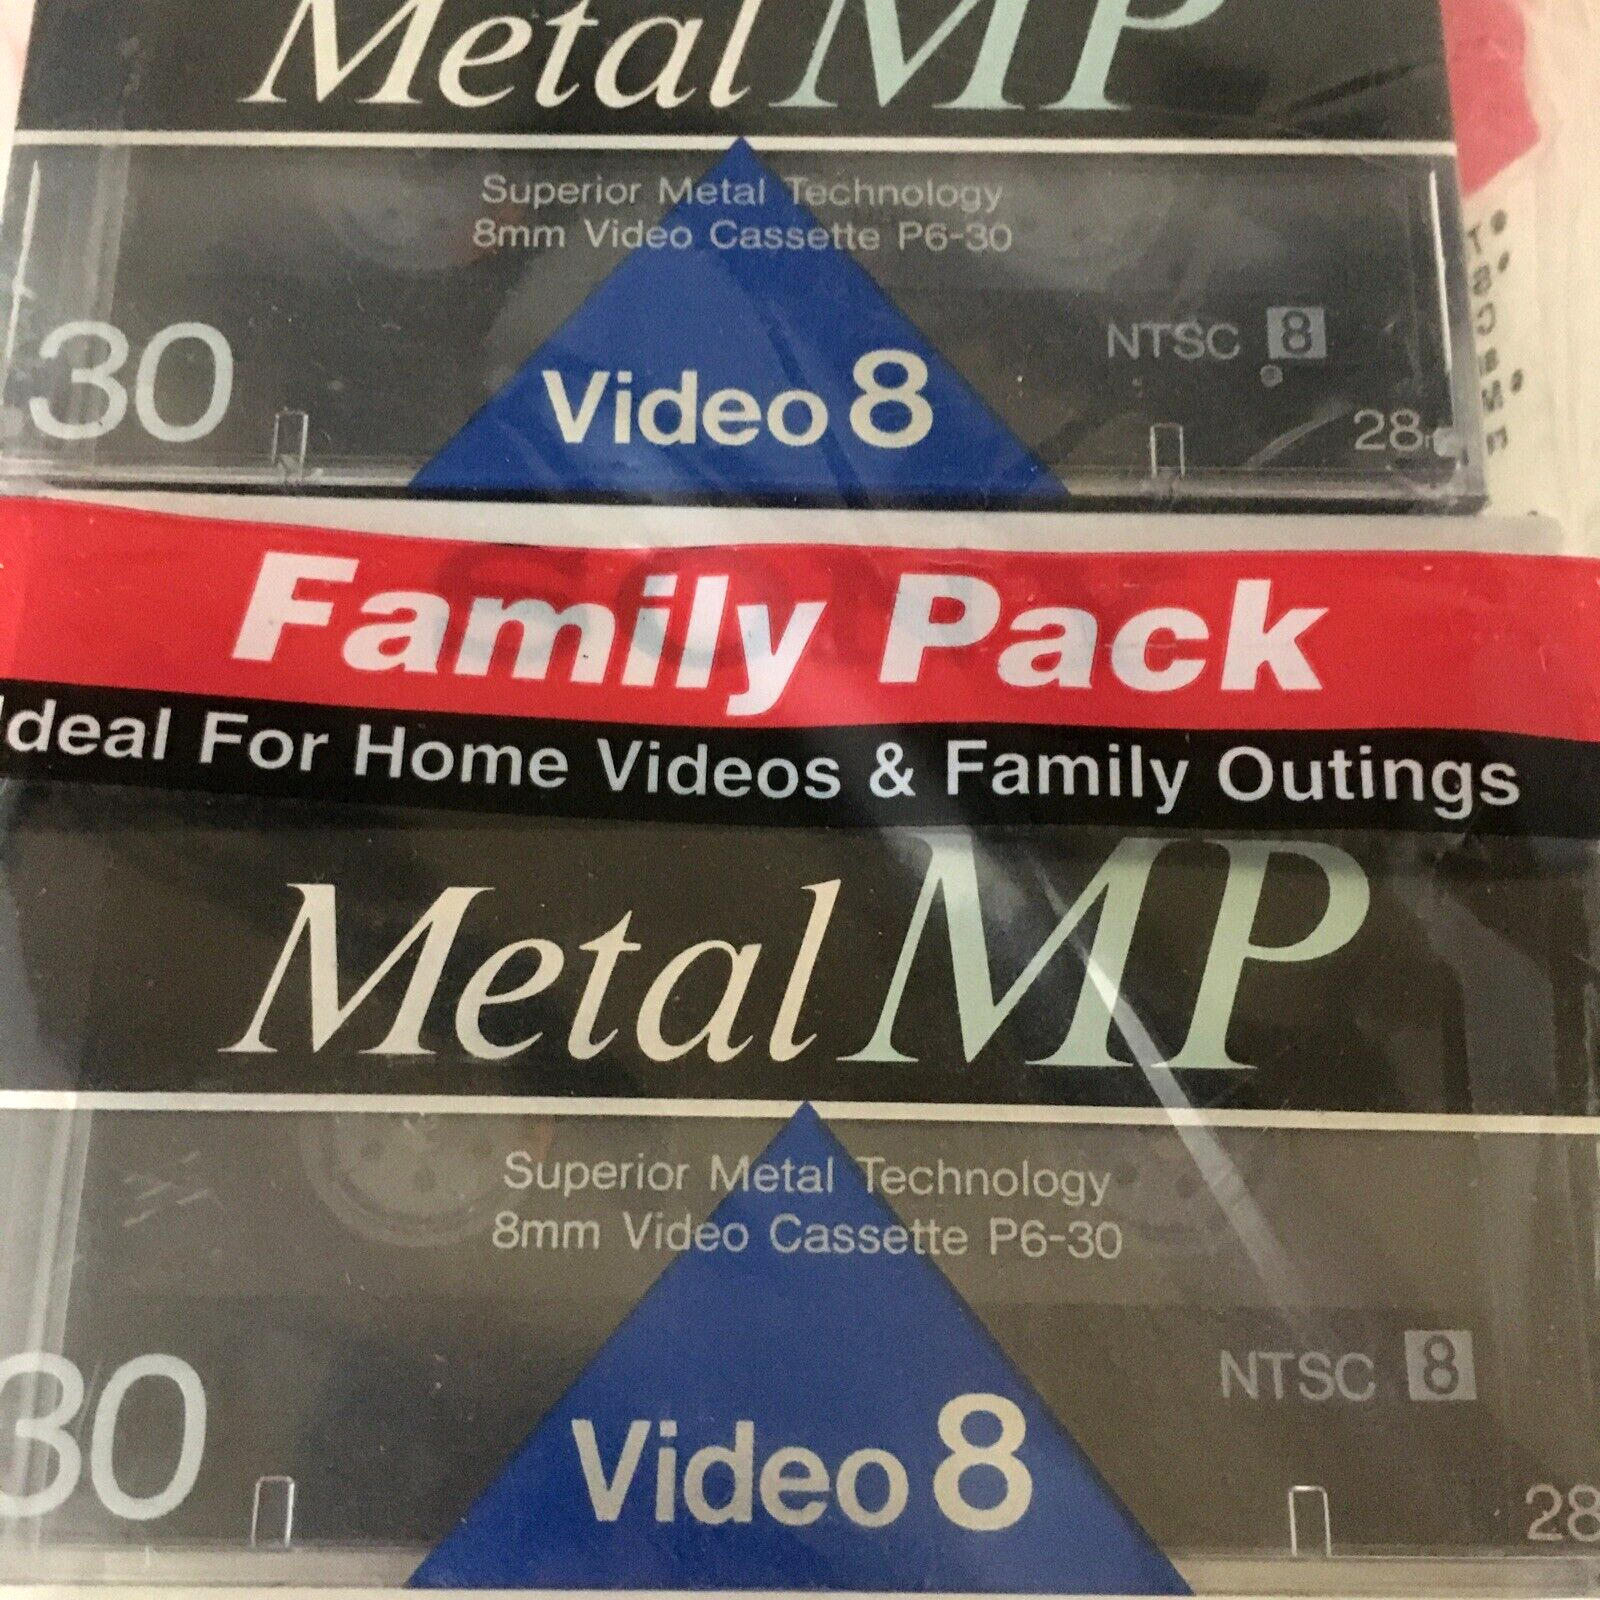 Metal MP
Superior Metal Technology
8mm Video Cassette P6-30
30
NTSC 8
Video 8
28
Family Pack
Ideal For Home Videos & Family Outings
Metal MP
Superior Metal Technology
8mm Video Cassette P6-30
30
NTSC 8
Video 8
28